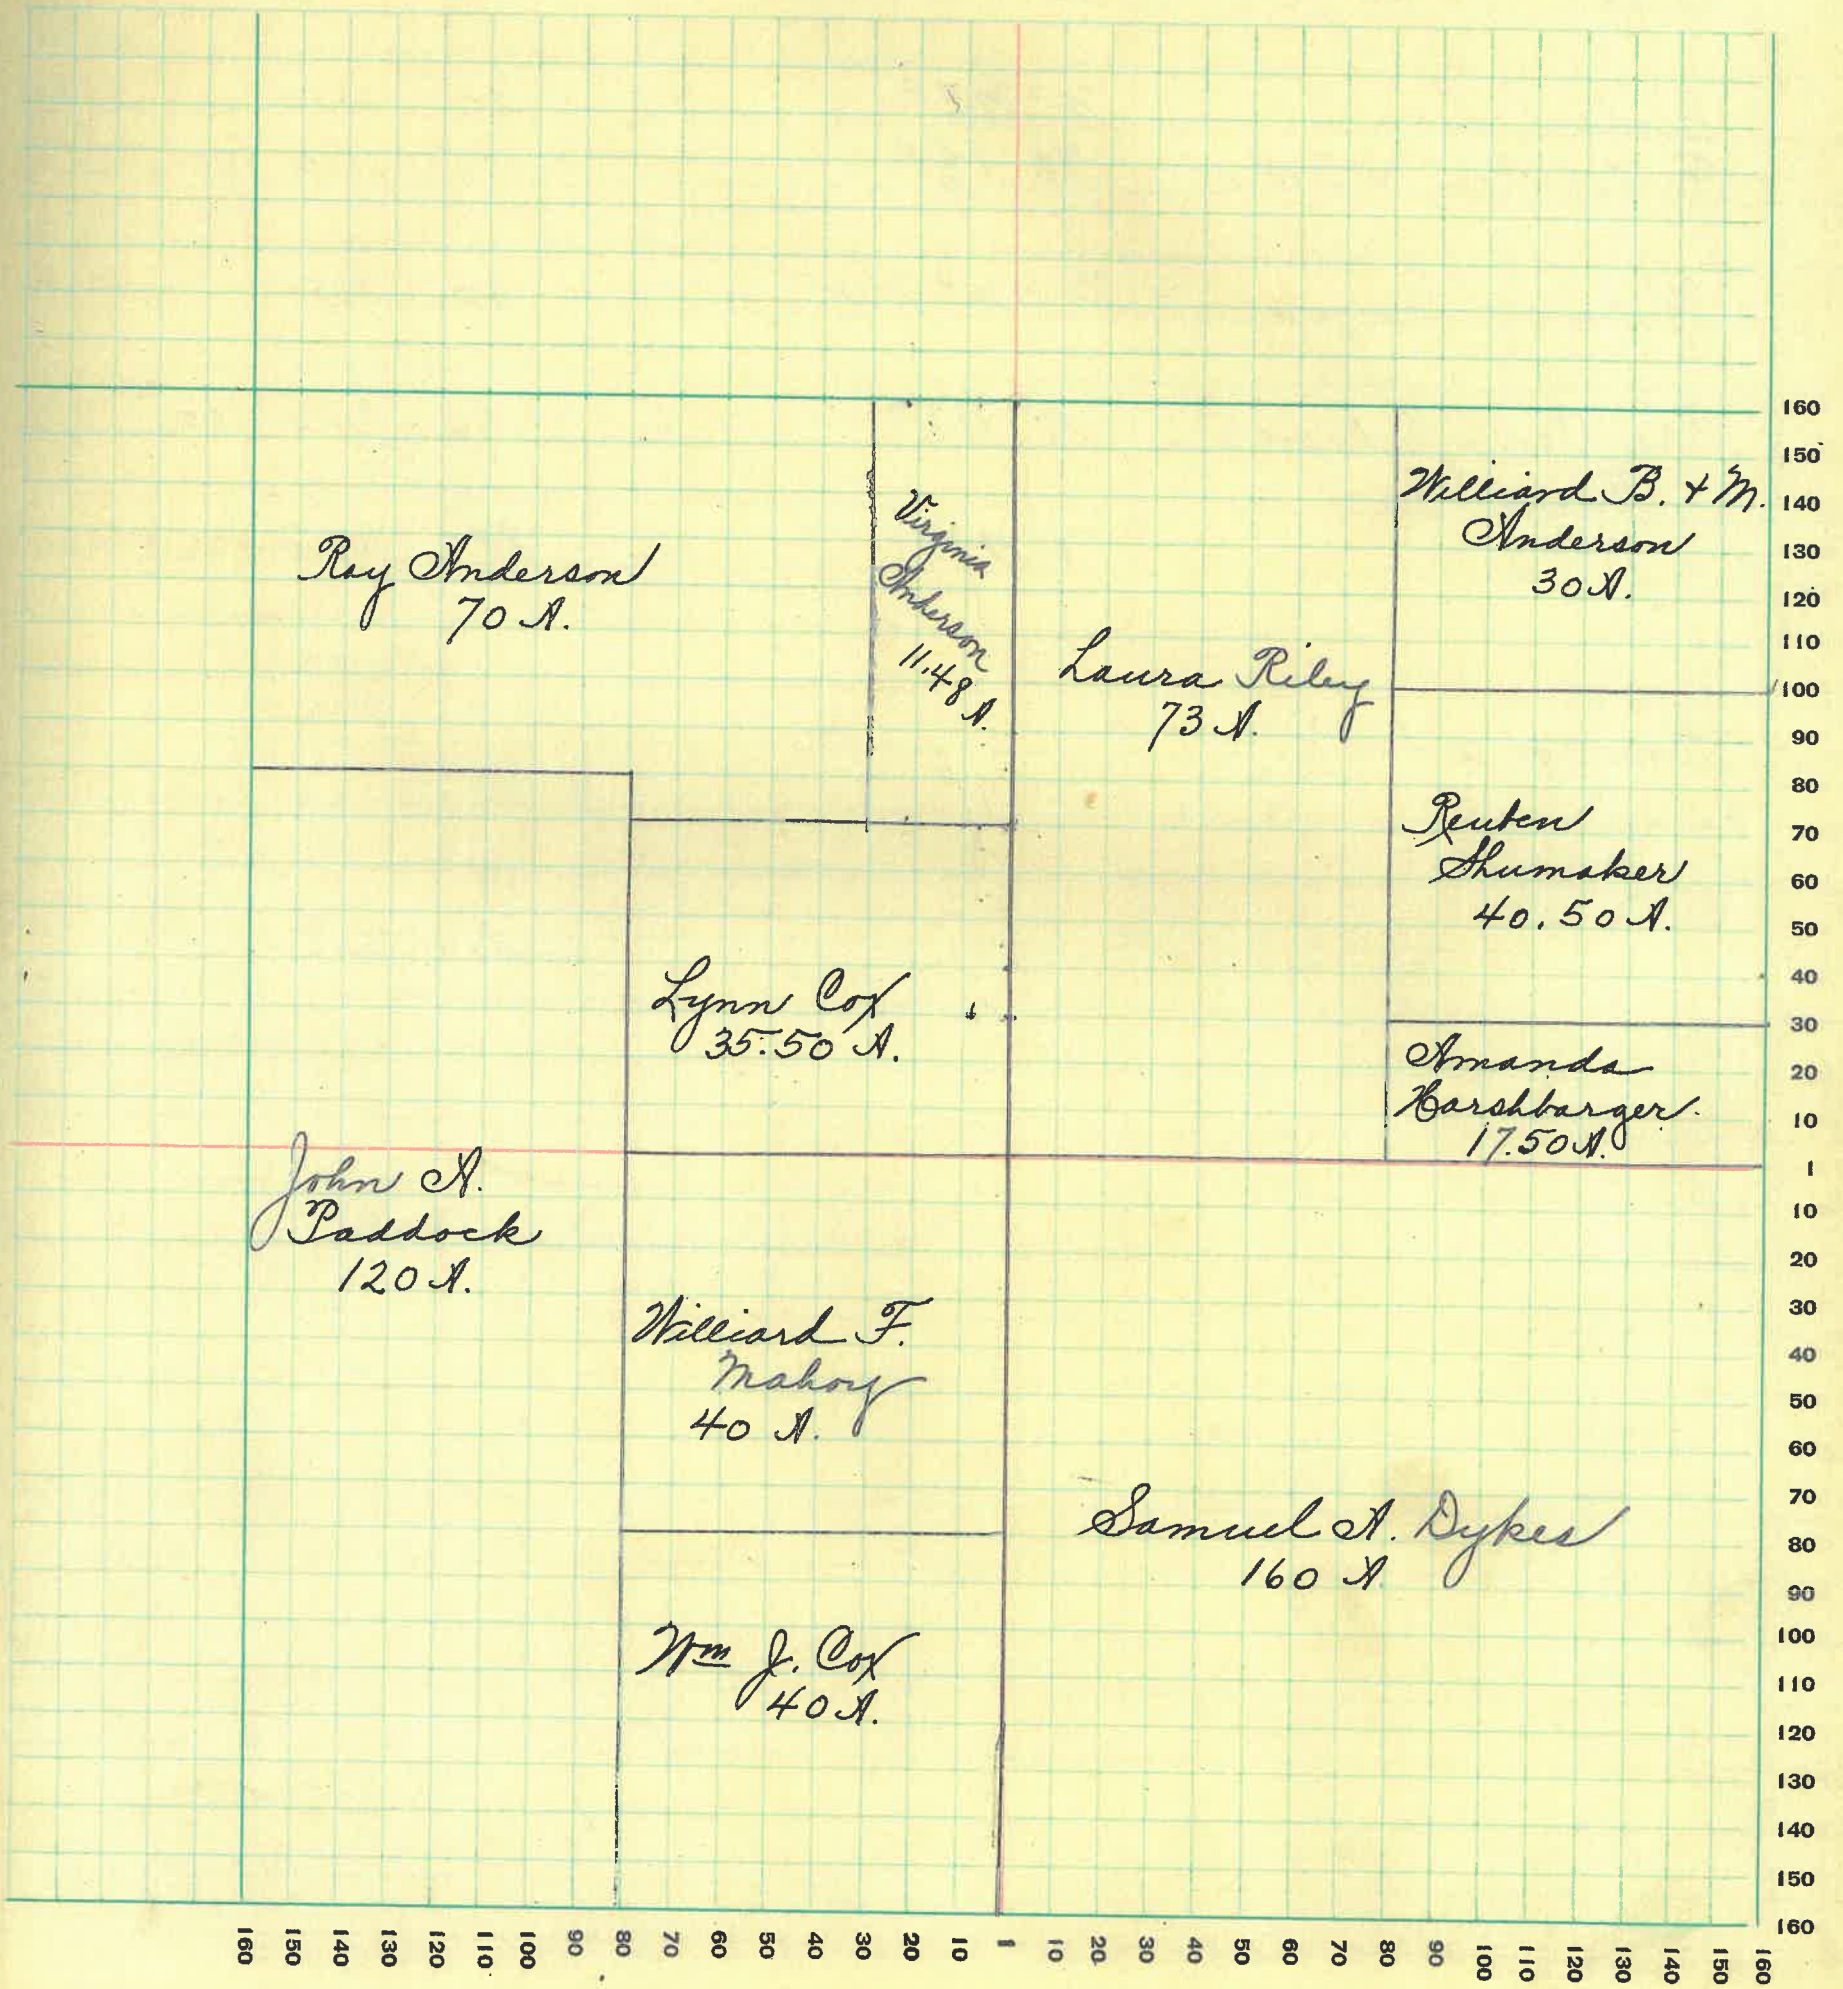 Ray Anderson
70 A.
Virginia
Anderson
11.48 A.
Laura Riley
73 A.
Williard B. + M.
Anderson
30 A.
Reuben
Shumaker
40.50 A.
Amanda
Harshbarger.
17.50 A.
Lynn Cox
35.50 A.
John A.
Paddock
120 A.
Williard F.
Mahoy
40 A.
Samuel A. Dykes
160 A
Wm J. Cox
40 A.
160
150
140
130
120
110
100
90
80
70
60
50
40
30
20
10
1
10
20
30
40
50
60
70
80
90
100
110
120
130
140
150
160
160 150 140 130 120 110 100 90 80 70 60 50 40 30 20 10 1 10 20 30 40 50 60 70 80 90 100 110 120 130 140 150 160